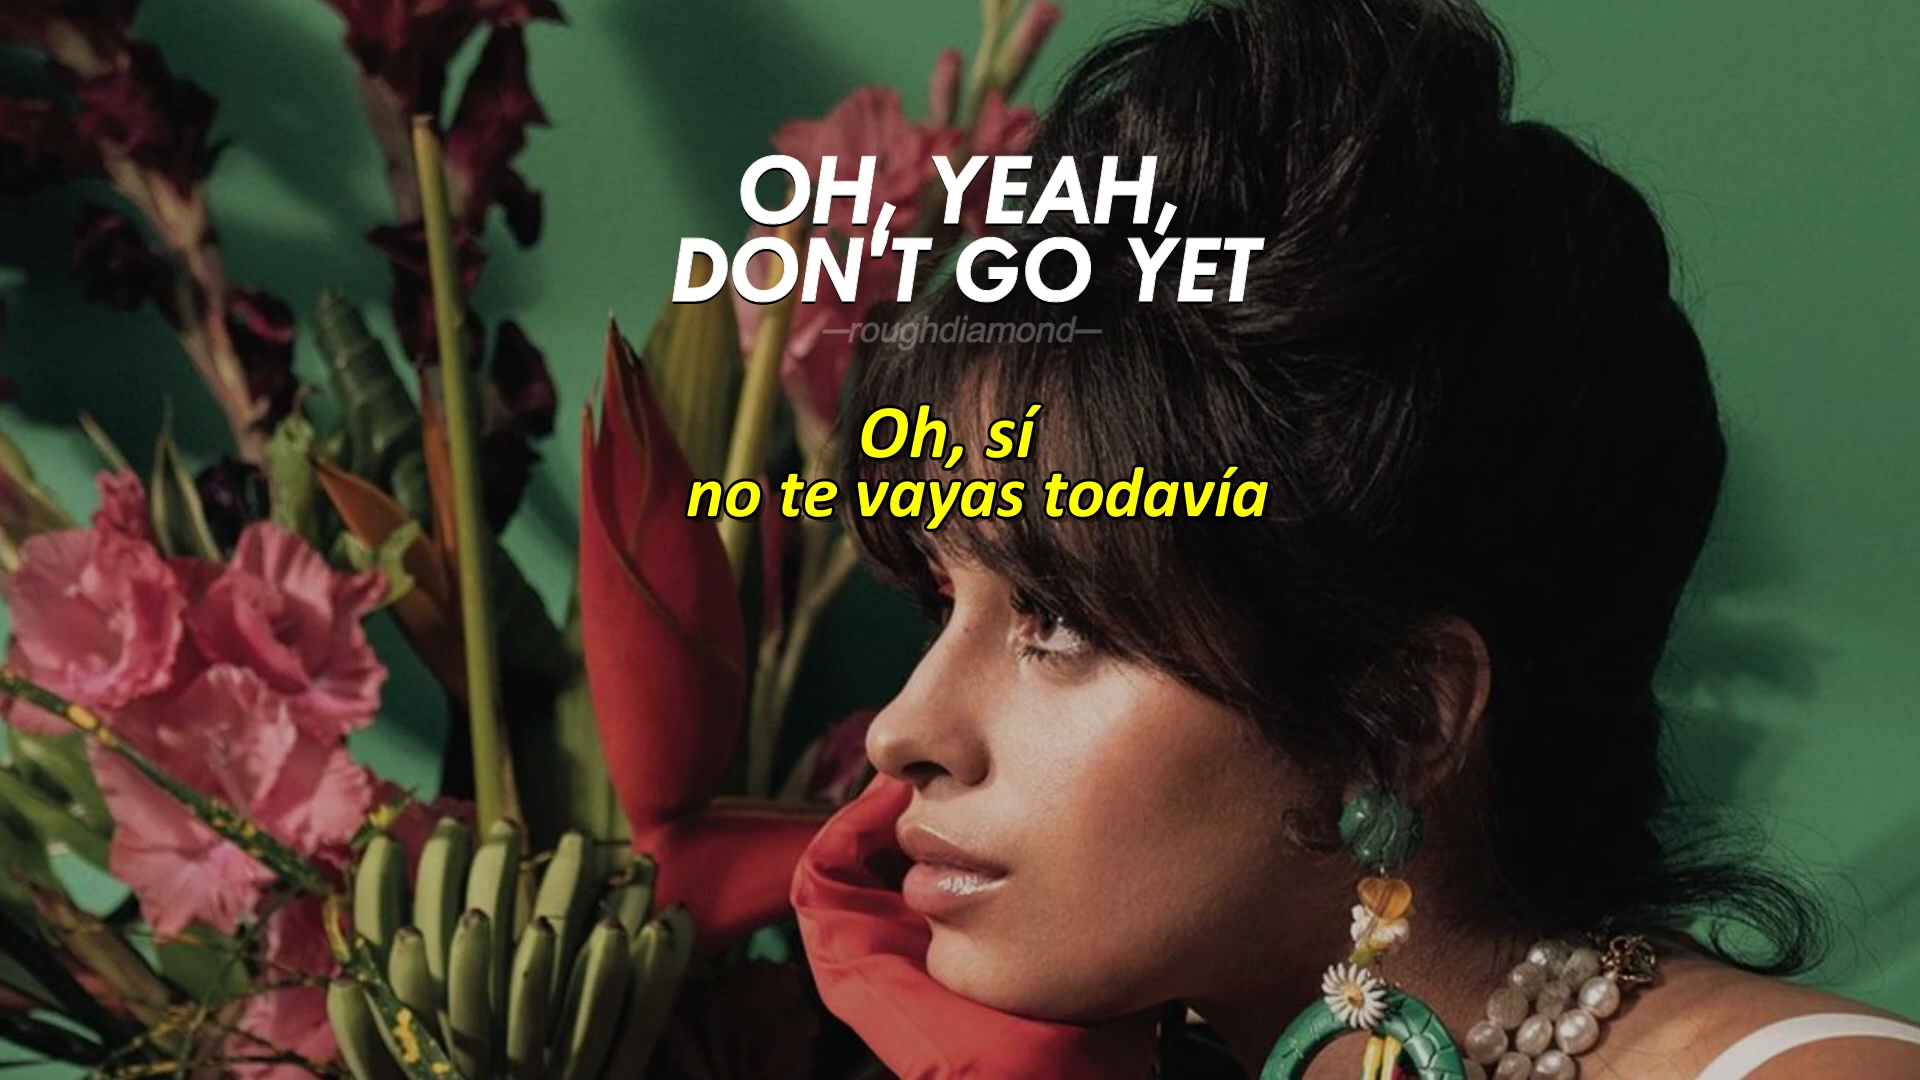 OH, YEAH,
DON'T GO YET
—roughdiamond—
Oh, sí
no te vayas todavía